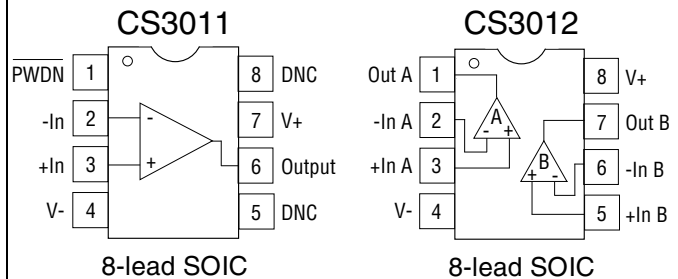 CS3011
PWDN 1 8 DNC
-In 2 - 7 V+
+In 3 + 6 Output
V- 4 5 DNC
8-lead SOIC
CS3012
Out A 1 8 V+
-In A 2 A - + 7 Out B
+In A 3 B + - 6 -In B
V- 4 5 +In B
8-lead SOIC